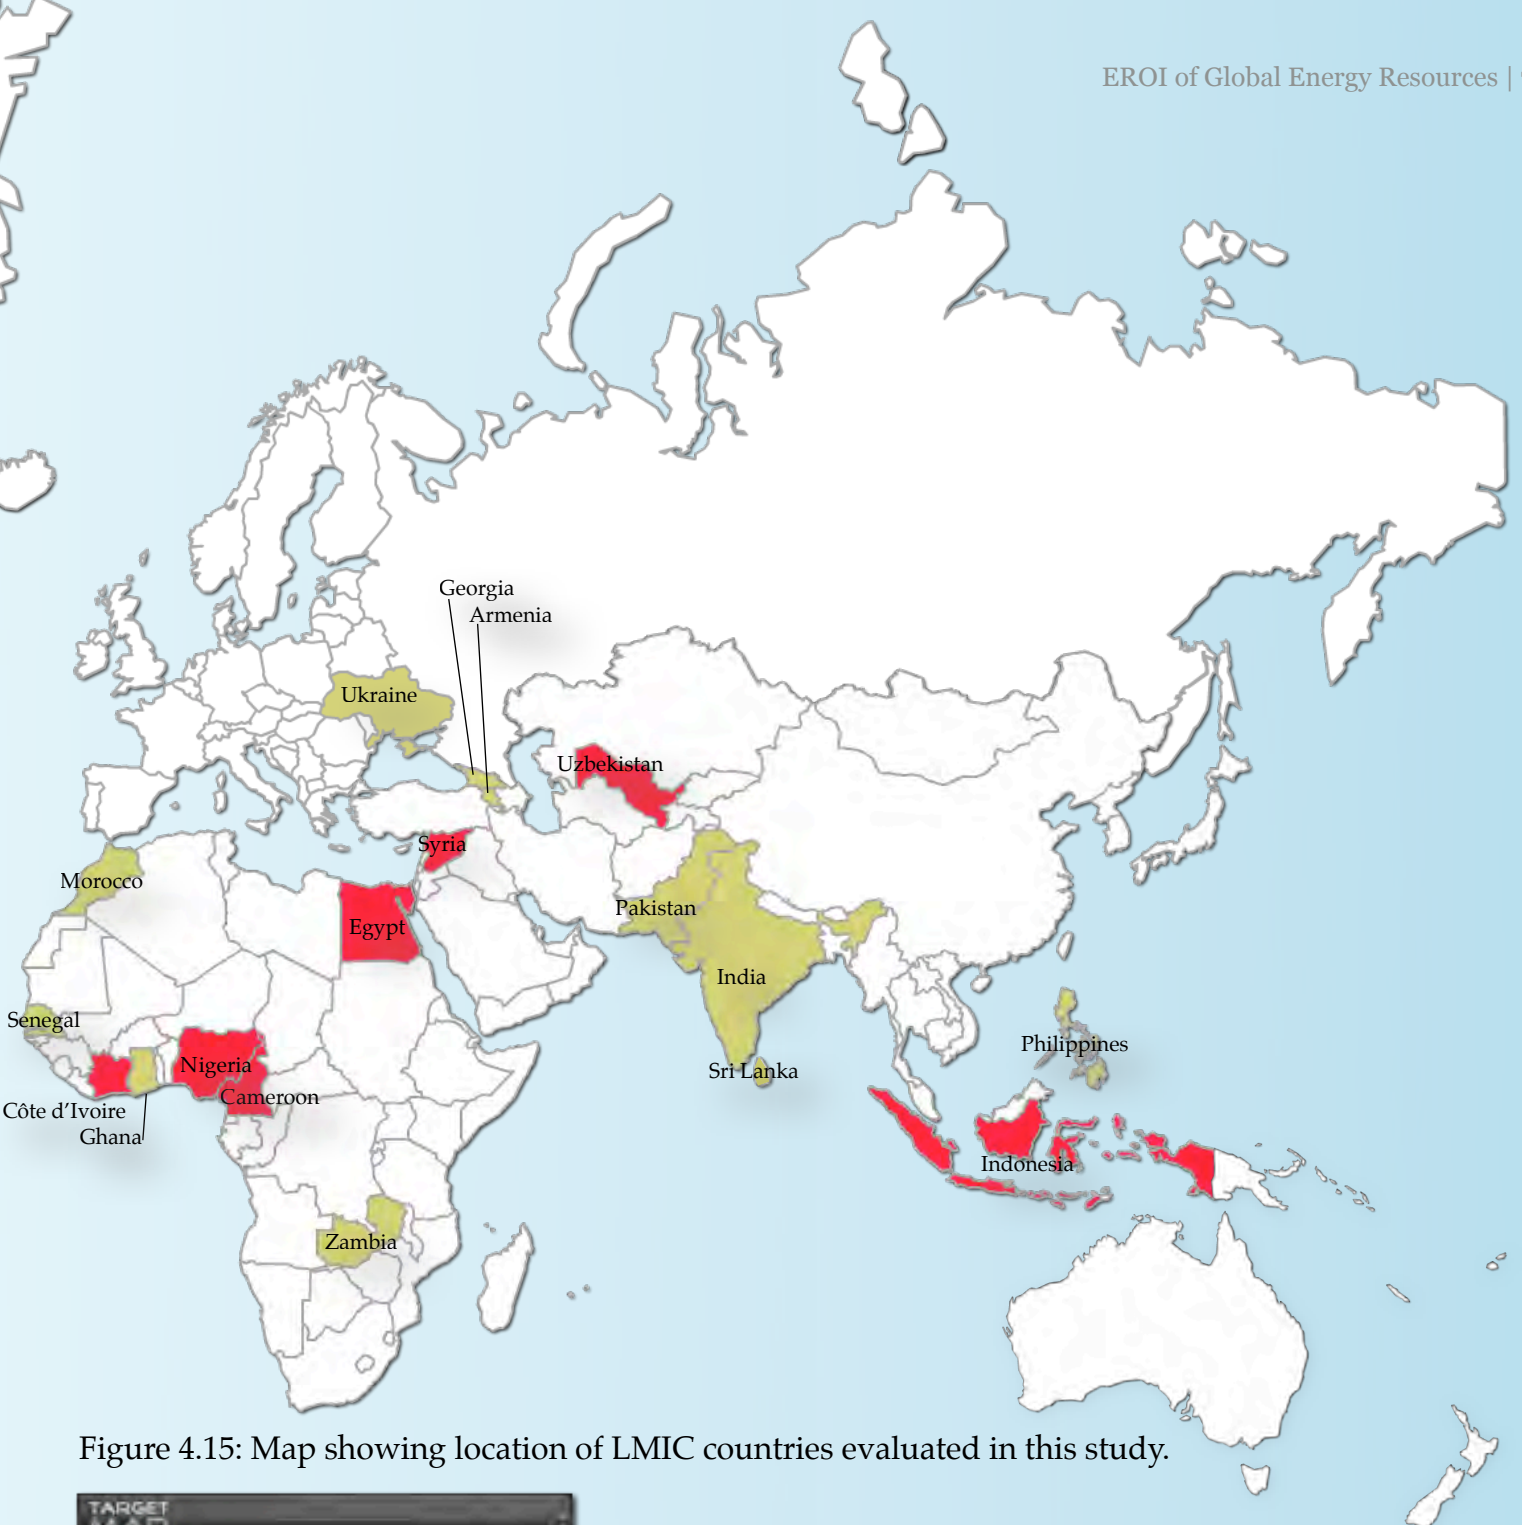 EROI of Global Energy Resources |
Georgia
Armenia
Ukraine
Uzbekistan
Syria
Morocco
Egypt
Pakistan
India
Senegal
Nigeria
Philippines
Sri Lanka
Cameroon
Côte d'Ivoire
Ghana
Indonesia
Zambia
Figure 4.15: Map showing location of LMIC countries evaluated in this study.
TARGET
MAP